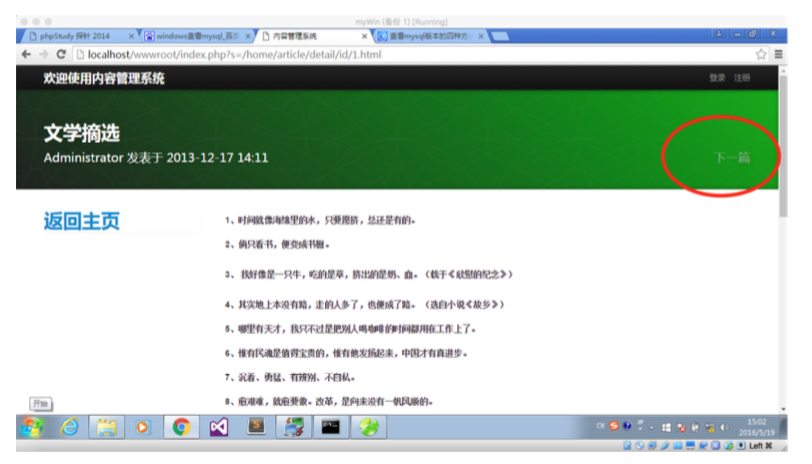 myWin (备份 1) [Running]
phpStudy 探针 2014
windows查看mysql_百
内容管理系统
查看mysql版本的四种方
localhost/wwwroot/index.php?s=/home/article/detail/id/1.html
欢迎使用内容管理系统
登录 注册
文学摘选
Administrator 发表于 2013-12-17 14:11
下一篇
返回主页
1、时间就像海绵里的水，只要愿挤，总还是有的。
2、倘只看书，便变成书橱。
3、 我好像是一只牛，吃的是草，挤出的是奶、血。（载于《欣慰的纪念》）
4、其实地上本没有路，走的人多了，也便成了路。（选自小说《故乡》）
5、哪里有天才，我只不过是把别人喝咖啡的时间都用在工作上了。
6、惟有民魂是值得宝贵的，惟有他发扬起来，中国才有真进步。
7、沉着、勇猛、有辨别、不自私。
8、愈艰难，就愈要做。改革，是向来没有一帆风顺的。
开始
CH
15:02
2016/5/19
Left ⌘